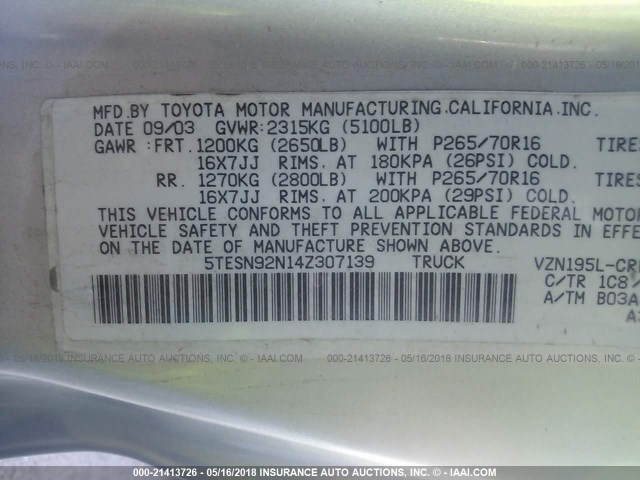 MFD.BY TOYOTA MOTOR MANUFACTURING.CALIFORNIA.INC.
DATE 09/03 GVWR:2315KG (5100LB)
GAWR :FRT.1200KG (2650LB) WITH P265/70R16 TIRES
16X7JJ RIMS. AT 180KPA (26PSI) COLD.
RR. 1270KG (2800LB) WITH P265/70R16 TIRES
16X7JJ RIMS. AT 200KPA (29PSI) COLD.
THIS VEHICLE CONFORMS TO ALL APPLICABLE FEDERAL MOTO
VEHICLE SAFETY AND THEFT PREVENTION STANDARDS IN EFFE
ON THE DATE OF MANUFACTURE SHOWN ABOVE.
5TESN92N14Z307139 TRUCK VZN195L-CR
C/TR 1C8/
A/TM B03A
000-21413726 - 05/16/2018 INSURANCE AUTO AUCTIONS, INC. - © IAAI.COM